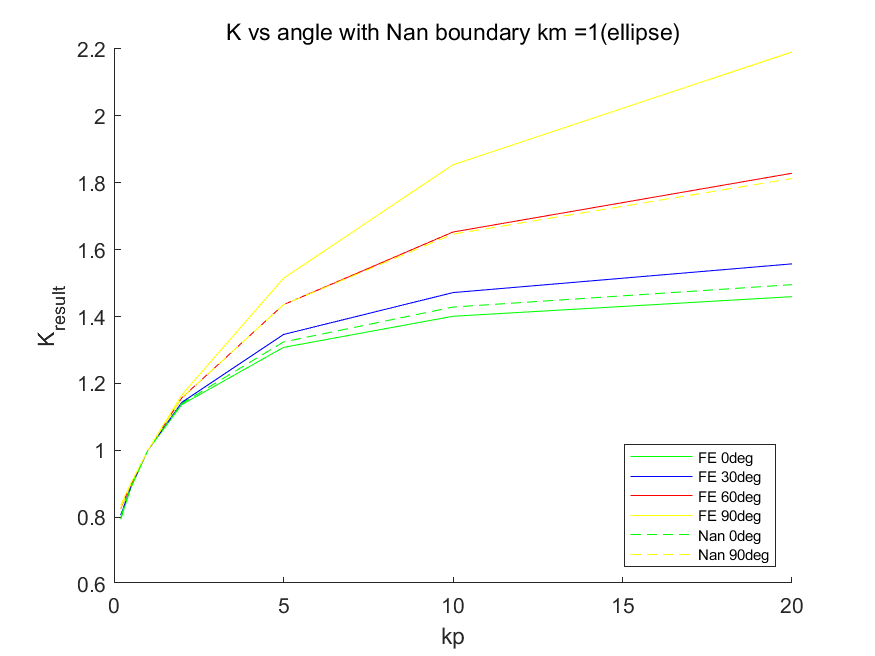 K vs angle with Nan boundary km =1(ellipse)
2.2
2
1.8
1.6
1.4
1.2
1
0.8
0.6
K_result
0 5 10 15 20
kp
FE 0deg
FE 30deg
FE 60deg
FE 90deg
Nan 0deg
Nan 90deg